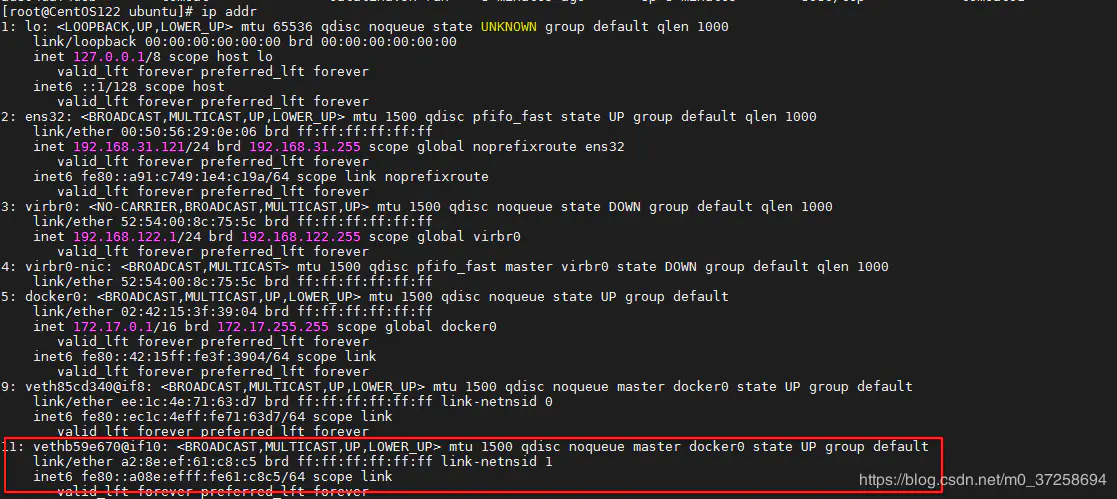 [root@CentOS122 ubuntu]# ip addr
1: lo: <LOOPBACK,UP,LOWER_UP> mtu 65536 qdisc noqueue state UNKNOWN group default qlen 1000
link/loopback 00:00:00:00:00:00 brd 00:00:00:00:00:00
inet 127.0.0.1/8 scope host lo
valid_lft forever preferred_lft forever
inet6 ::1/128 scope host
valid_lft forever preferred_lft forever
2: ens32: <BROADCAST,MULTICAST,UP,LOWER_UP> mtu 1500 qdisc pfifo_fast state UP group default qlen 1000
link/ether 00:50:56:29:0e:06 brd ff:ff:ff:ff:ff:ff
inet 192.168.31.121/24 brd 192.168.31.255 scope global noprefixroute ens32
valid_lft forever preferred_lft forever
inet6 fe80::a91:c749:1e4:c19a/64 scope link noprefixroute
valid_lft forever preferred_lft forever
3: virbr0: <NO-CARRIER,BROADCAST,MULTICAST,UP> mtu 1500 qdisc noqueue state DOWN group default qlen 1000
link/ether 52:54:00:8c:75:5c brd ff:ff:ff:ff:ff:ff
inet 192.168.122.1/24 brd 192.168.122.255 scope global virbr0
valid_lft forever preferred_lft forever
4: virbr0-nic: <BROADCAST,MULTICAST> mtu 1500 qdisc pfifo_fast master virbr0 state DOWN group default qlen 1000
link/ether 52:54:00:8c:75:5c brd ff:ff:ff:ff:ff:ff
5: docker0: <BROADCAST,MULTICAST,UP,LOWER_UP> mtu 1500 qdisc noqueue state UP group default
link/ether 02:42:15:3f:39:04 brd ff:ff:ff:ff:ff:ff
inet 172.17.0.1/16 brd 172.17.255.255 scope global docker0
valid_lft forever preferred_lft forever
inet6 fe80::42:15ff:fe3f:3904/64 scope link
valid_lft forever preferred_lft forever
9: veth85cd340@if8: <BROADCAST,MULTICAST,UP,LOWER_UP> mtu 1500 qdisc noqueue master docker0 state UP group default
link/ether ee:1c:4e:71:63:d7 brd ff:ff:ff:ff:ff:ff link-netnsid 0
inet6 fe80::ec1c:4eff:fe71:63d7/64 scope link
valid_lft forever preferred_lft forever
11: vethb59e670@if10: <BROADCAST,MULTICAST,UP,LOWER_UP> mtu 1500 qdisc noqueue master docker0 state UP group default
link/ether a2:8e:ef:61:c8:c5 brd ff:ff:ff:ff:ff:ff link-netnsid 1
inet6 fe80::a08e:efff:fe61:c8c5/64 scope link
valid_lft forever preferred_lft forever
https://blog.csdn.net/m0_37258694